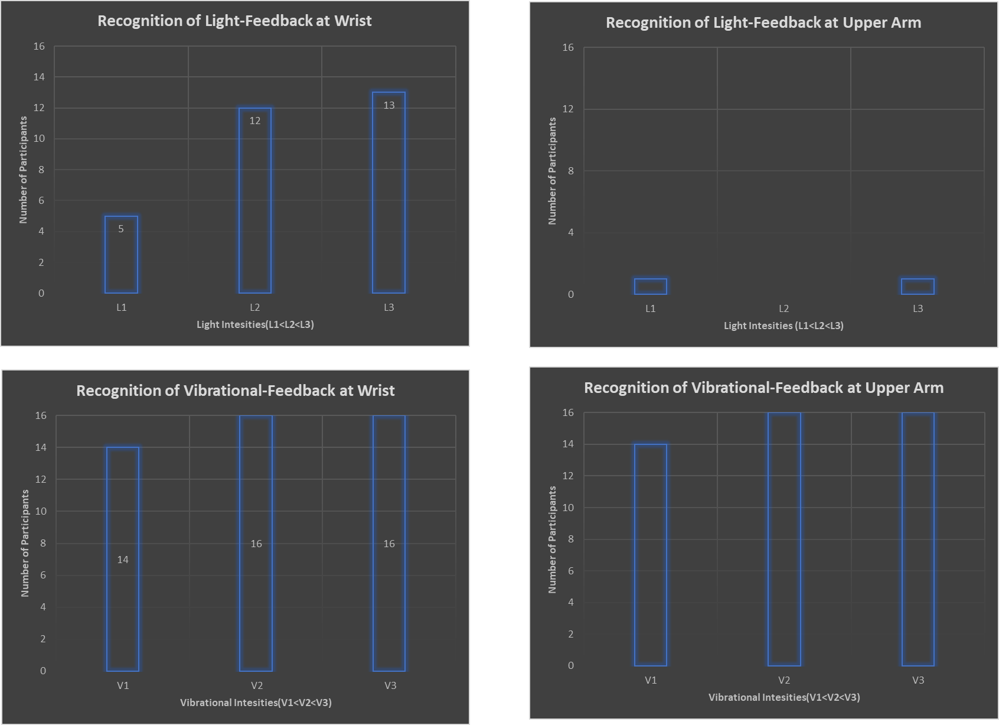 Recognition of Light-Feedback at Wrist
16
14
12
10
8
6
4
2
0
Number of Participants
5
12
13
L1 L2 L3
Light Intesities(L1<L2<L3)
Recognition of Light-Feedback at Upper Arm
16
12
8
4
0
Number of Participants
L1 L2 L3
Light Intesities (L1<L2<L3)
Recognition of Vibrational-Feedback at Wrist
16
14
12
10
8
6
4
2
0
Number of Participants
14
16
16
V1 V2 V3
Vibrational Intesities(V1<V2<V3)
Recognition of Vibrational-Feedback at Upper Arm
16
14
12
10
8
6
4
2
0
Number of Participants
V1 V2 V3
Vibrational Intesities(V1<V2<V3)